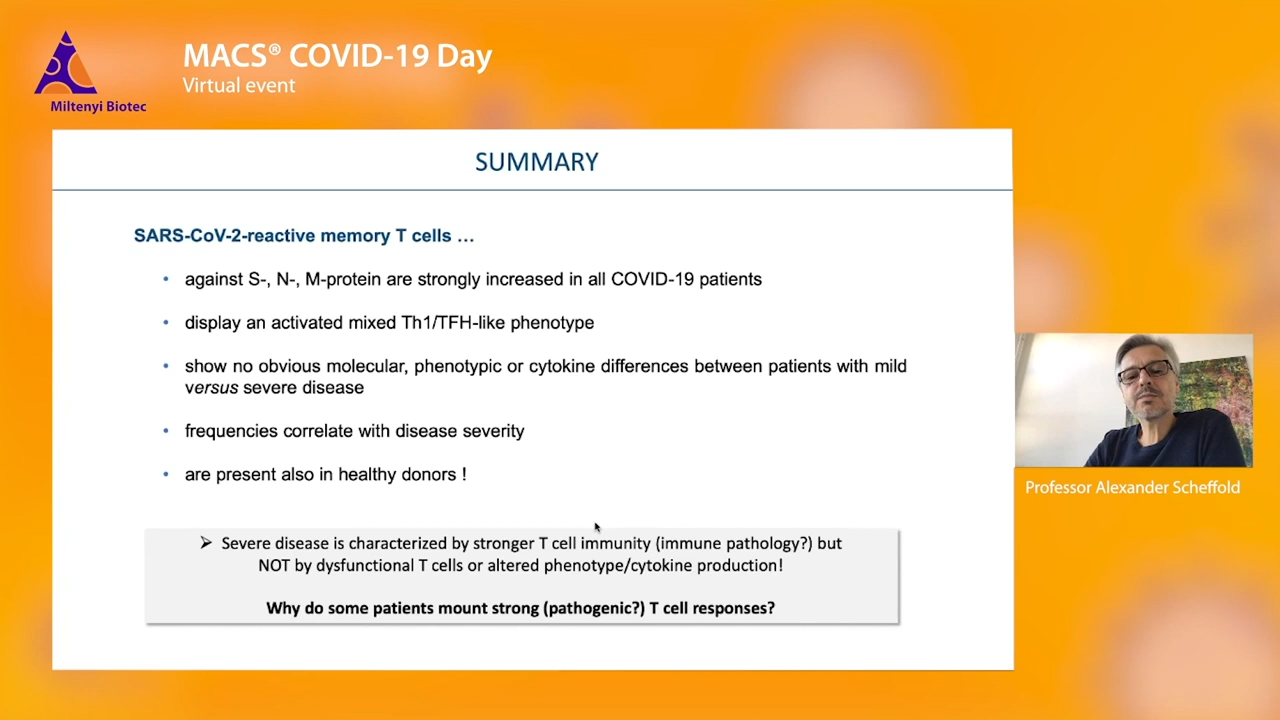 MACS® COVID-19 Day
Virtual event
Miltenyi Biotec
SUMMARY
SARS-CoV-2-reactive memory T cells …
• against S-, N-, M-protein are strongly increased in all COVID-19 patients
• display an activated mixed Th1/TFH-like phenotype
• show no obvious molecular, phenotypic or cytokine differences between patients with mild
versus severe disease
• frequencies correlate with disease severity
• are present also in healthy donors !
➢ Severe disease is characterized by stronger T cell immunity (immune pathology?) but
NOT by dysfunctional T cells or altered phenotype/cytokine production!
Why do some patients mount strong (pathogenic?) T cell responses?
Professor Alexander Scheffold